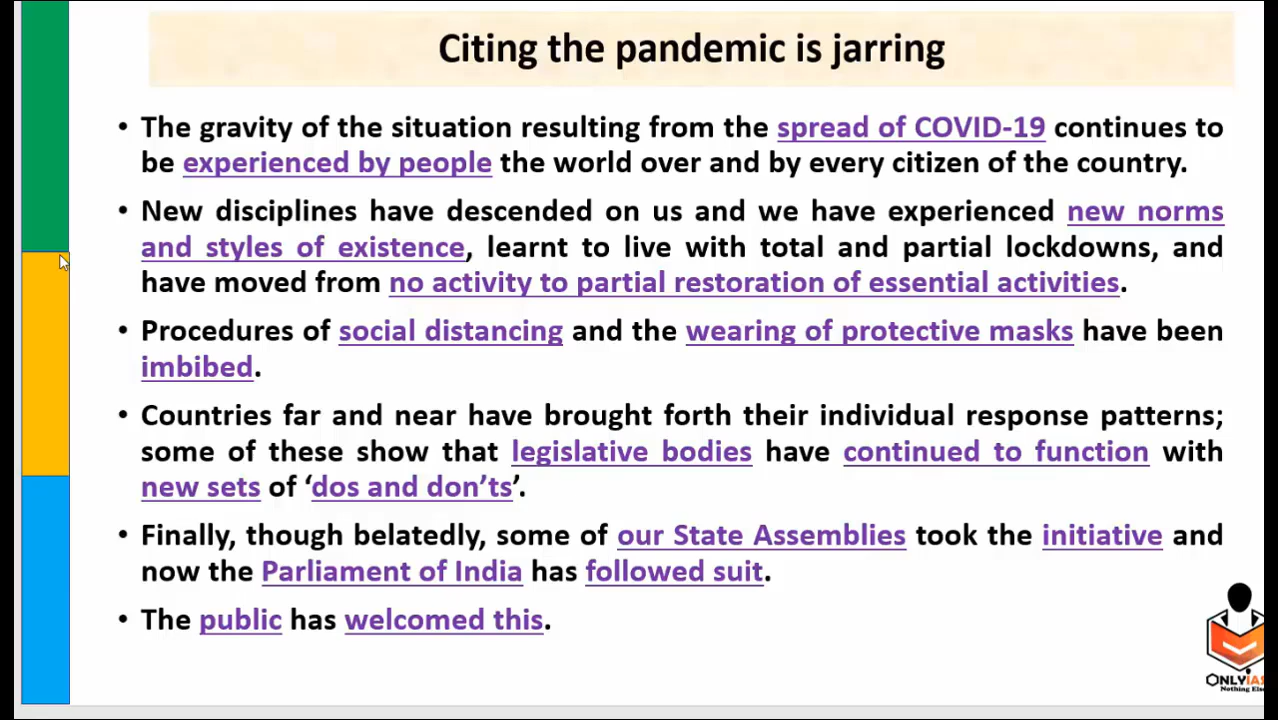 Citing the pandemic is jarring
• The gravity of the situation resulting from the spread of COVID-19 continues to
be experienced by people the world over and by every citizen of the country.
• New disciplines have descended on us and we have experienced new norms
and styles of existence, learnt to live with total and partial lockdowns, and
have moved from no activity to partial restoration of essential activities.
• Procedures of social distancing and the wearing of protective masks have been
imbibed.
• Countries far and near have brought forth their individual response patterns;
some of these show that legislative bodies have continued to function with
new sets of ‘dos and don’ts’.
• Finally, though belatedly, some of our State Assemblies took the initiative and
now the Parliament of India has followed suit.
• The public has welcomed this.
ONLYIAS
Nothing Else